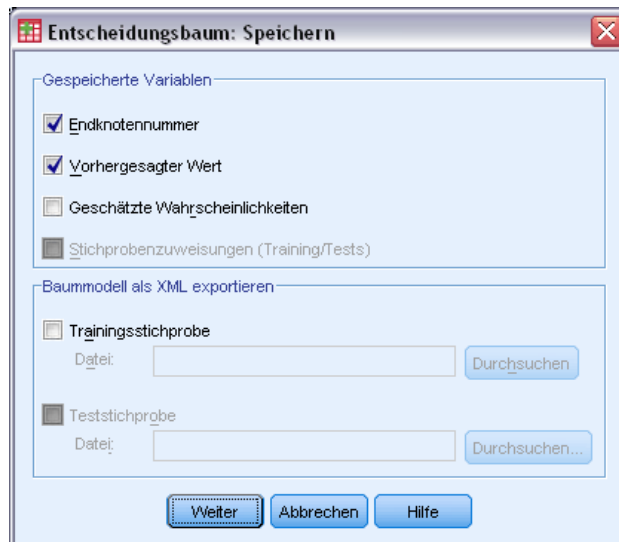 Entscheidungsbaum: Speichern
Gespeicherte Variablen
Endknotennummer
Vorhergesagter Wert
Geschätzte Wahrscheinlichkeiten
Stichprobenzuweisungen (Training/Tests)
Baummodell als XML exportieren
Trainingsstichprobe
Datei:
Durchsuchen
Teststichprobe
Datei:
Durchsuchen...
Weiter Abbrechen Hilfe